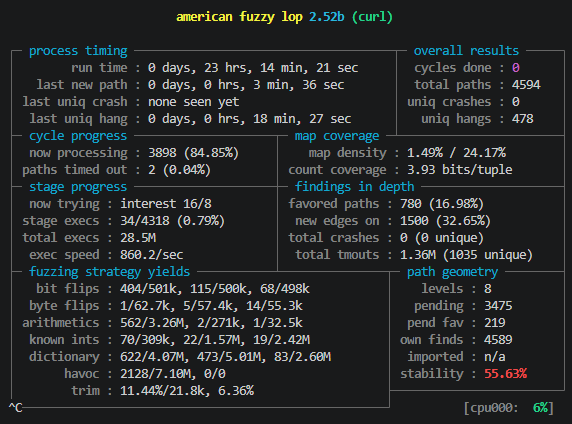 american fuzzy lop 2.52b (curl)
process timing overall results
run time : 0 days, 23 hrs, 14 min, 21 sec cycles done : 0
last new path : 0 days, 0 hrs, 3 min, 36 sec total paths : 4594
last uniq crash : none seen yet uniq crashes : 0
last uniq hang : 0 days, 0 hrs, 18 min, 27 sec uniq hangs : 478
cycle progress map coverage
now processing : 3898 (84.85%) map density : 1.49% / 24.17%
paths timed out : 2 (0.04%) count coverage : 3.93 bits/tuple
stage progress findings in depth
now trying : interest 16/8 favored paths : 780 (16.98%)
stage execs : 34/4318 (0.79%) new edges on : 1500 (32.65%)
total execs : 28.5M total crashes : 0 (0 unique)
exec speed : 860.2/sec total tmouts : 1.36M (1035 unique)
fuzzing strategy yields path geometry
bit flips : 404/501k, 115/500k, 68/498k levels : 8
byte flips : 1/62.7k, 5/57.4k, 14/55.3k pending : 3475
arithmetics : 562/3.26M, 2/271k, 1/32.5k pend fav : 219
known ints : 70/309k, 22/1.57M, 19/2.42M own finds : 4589
dictionary : 622/4.07M, 473/5.01M, 83/2.60M imported : n/a
havoc : 2128/7.10M, 0/0 stability : 55.63%
trim : 11.44%/21.8k, 6.36%
^C [cpu000: 6%]